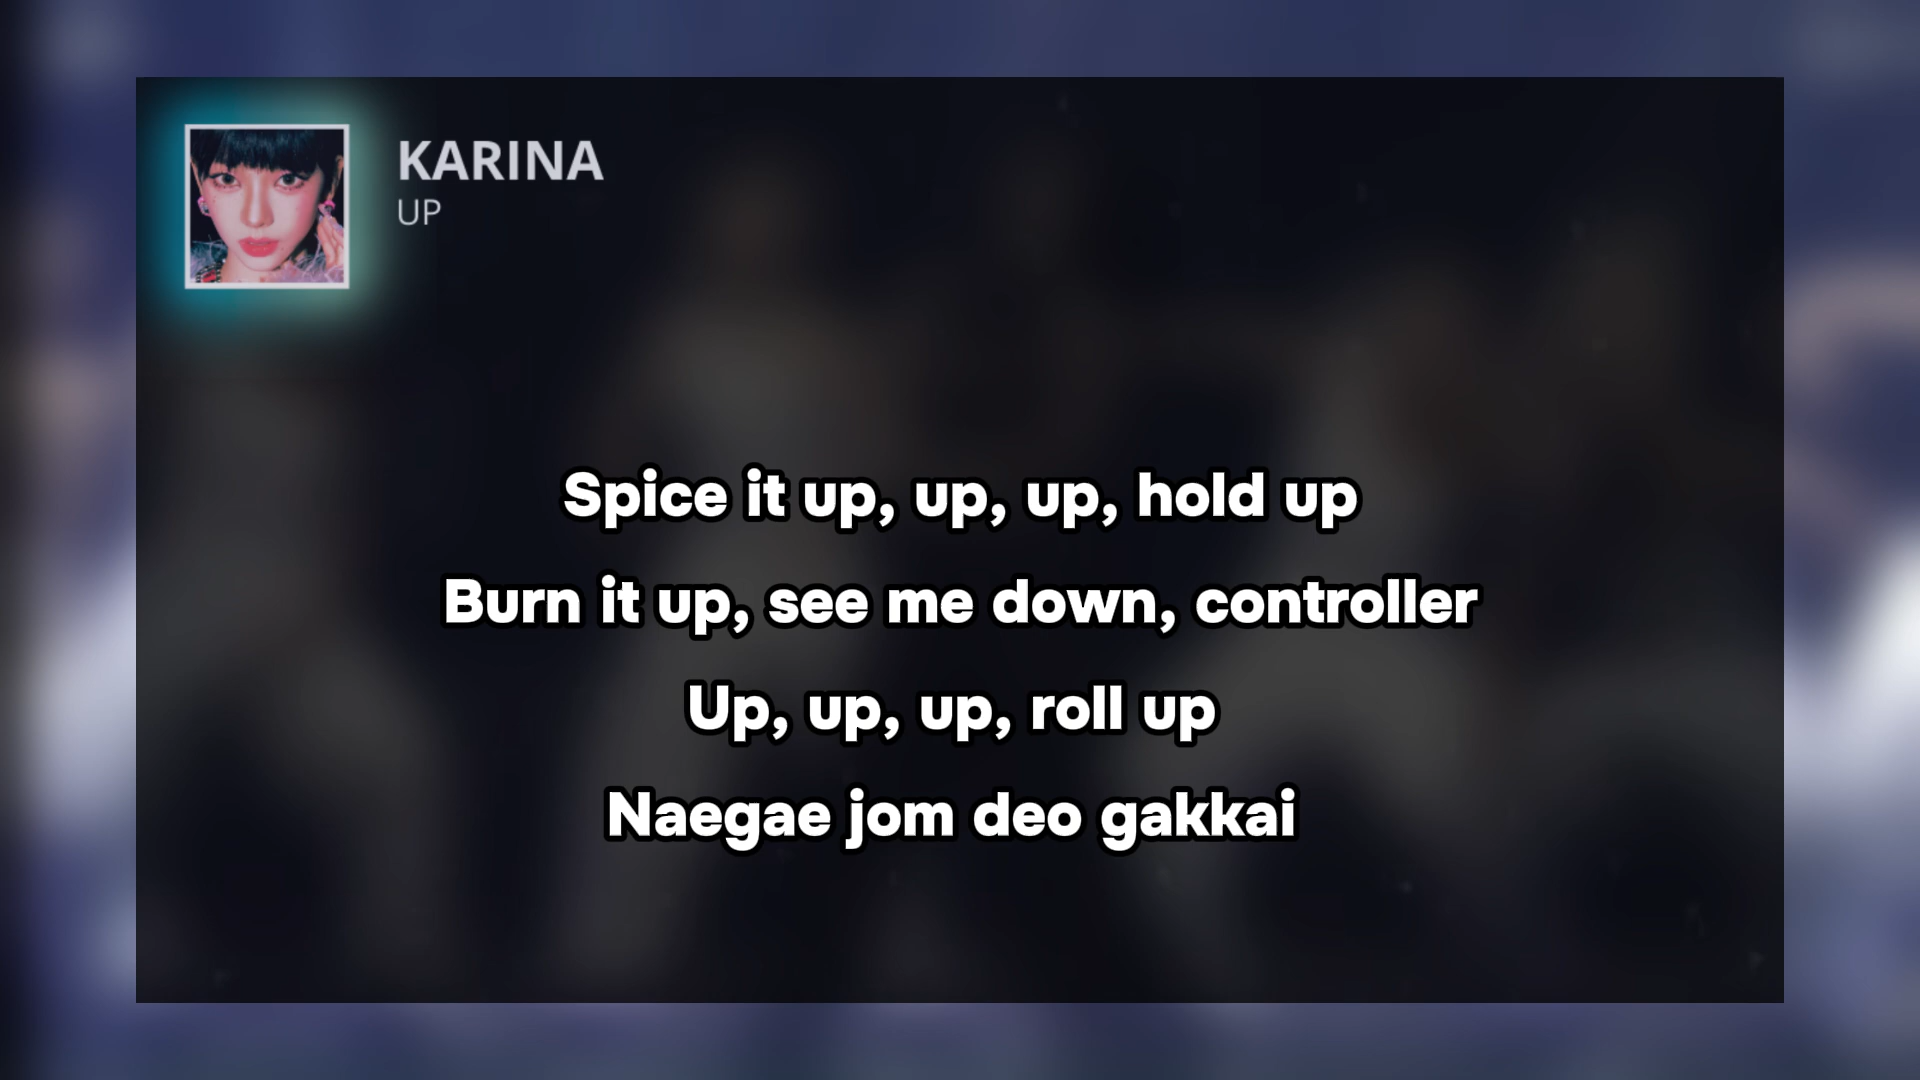 KARINA
UP
Spice it up, up, up, hold up
Burn it up, see me down, controller
Up, up, up, roll up
Naegae jom deo gakkai